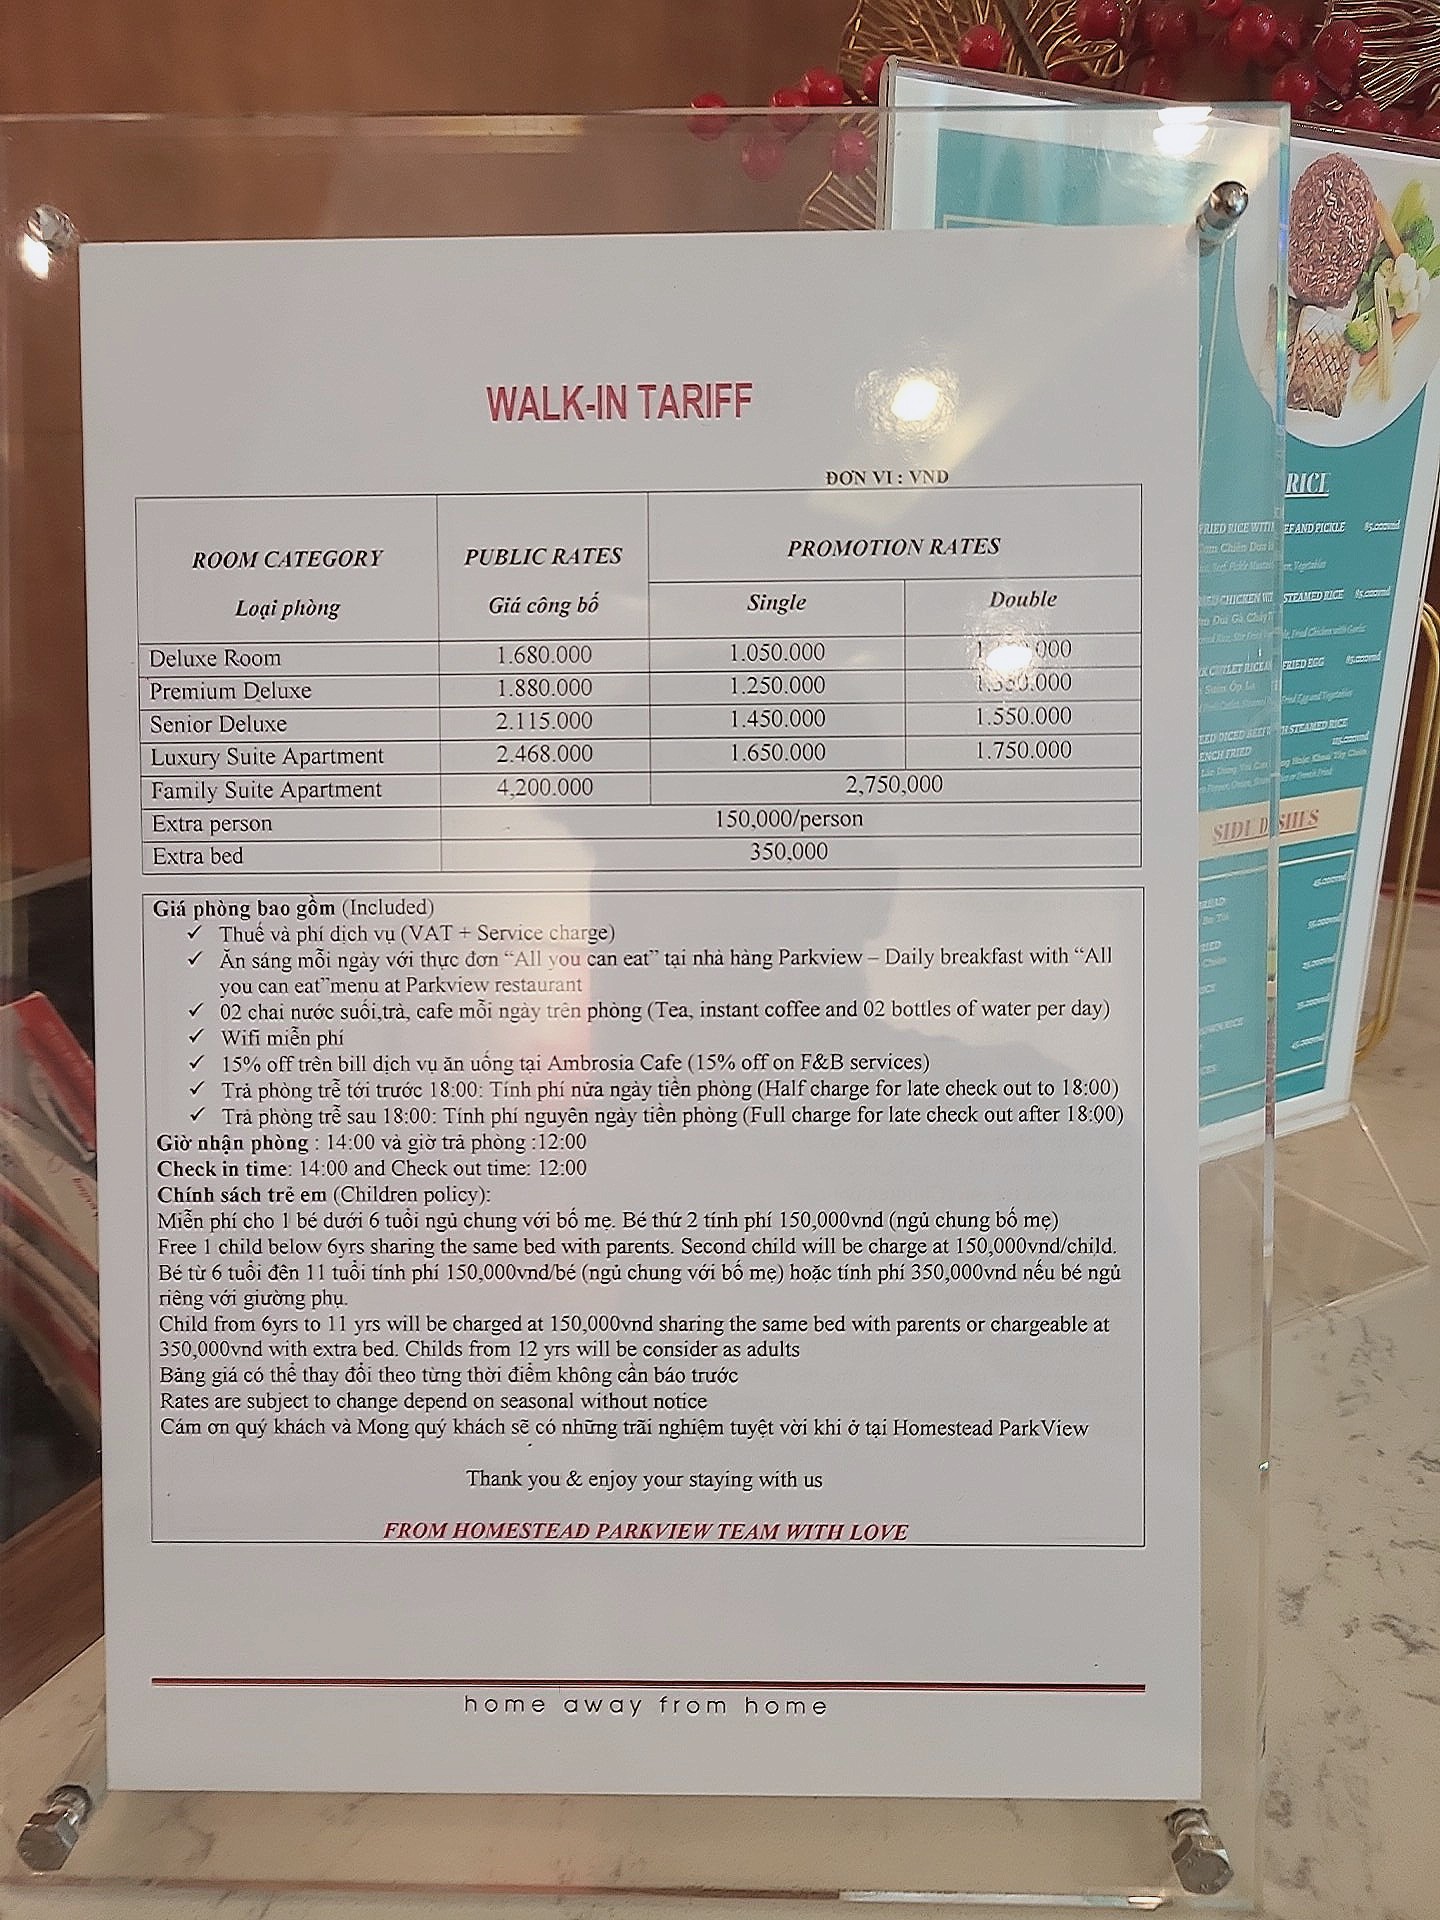 WALK-IN TARIFF
ĐƠN VI : VND
ROOM CATEGORY
PUBLIC RATES
PROMOTION RATES
Loại phòng
Giá công bố
Single
Double
Deluxe Room 1.680.000 1.050.000
Premium Deluxe 1.880.000 1.250.000
Senior Deluxe 2.115.000 1.450.000 1.550.000
Luxury Suite Apartment 2.468.000 1.650.000 1.750.000
Family Suite Apartment 4,200.000 2,750,000
Extra person 150,000/person
Extra bed 350,000
Giá phòng bao gồm (Included)
✓ Thuế và phí dịch vụ (VAT + Service charge)
✓ Ăn sáng mỗi ngày với thực đơn “All you can eat” tại nhà hàng Parkview – Daily breakfast with “All
you can eat”menu at Parkview restaurant
✓ 02 chai nước suối,trà, cafe mỗi ngày trên phòng (Tea, instant coffee and 02 bottles of water per day)
✓ Wifi miễn phí
✓ 15% off trên bill dịch vụ ăn uống tại Ambrosia Cafe (15% off on F&B services)
✓ Trả phòng trễ tới trước 18:00: Tính phí nửa ngày tiền phòng (Half charge for late check out to 18:00)
✓ Trả phòng trễ sau 18:00: Tính phí nguyên ngày tiền phòng (Full charge for late check out after 18:00)
Giờ nhận phòng : 14:00 và giờ trả phòng :12:00
Check in time: 14:00 and Check out time: 12:00
Chính sách trẻ em (Children policy):
Miễn phí cho 1 bé dưới 6 tuổi ngủ chung với bố mẹ. Bé thứ 2 tính phí 150,000vnd (ngủ chung bố mẹ)
Free 1 child below 6yrs sharing the same bed with parents. Second child will be charge at 150,000vnd/child.
Bé từ 6 tuổi đên 11 tuổi tính phí 150,000vnd/bé (ngủ chung với bố mẹ) hoặc tính phí 350,000vnd nếu bé ngủ
riêng với giường phụ.
Child from 6yrs to 11 yrs will be charged at 150,000vnd sharing the same bed with parents or chargeable at
350,000vnd with extra bed. Childs from 12 yrs will be consider as adults
Bảng giá có thể thay đổi theo từng thời điểm không cần báo trước
Rates are subject to change depend on seasonal without notice
Cám ơn quý khách và Mong quý khách sẽ có những trãi nghiệm tuyệt vời khi ở tại Homestead ParkView
Thank you & enjoy your staying with us
FROM HOMESTEAD PARKVIEW TEAM WITH LOVE
home away from home
RICE
FRIED RICE WITH
EF AND PICKLE
STEAMED RICE
FRIED EGG
SIDE DISHES